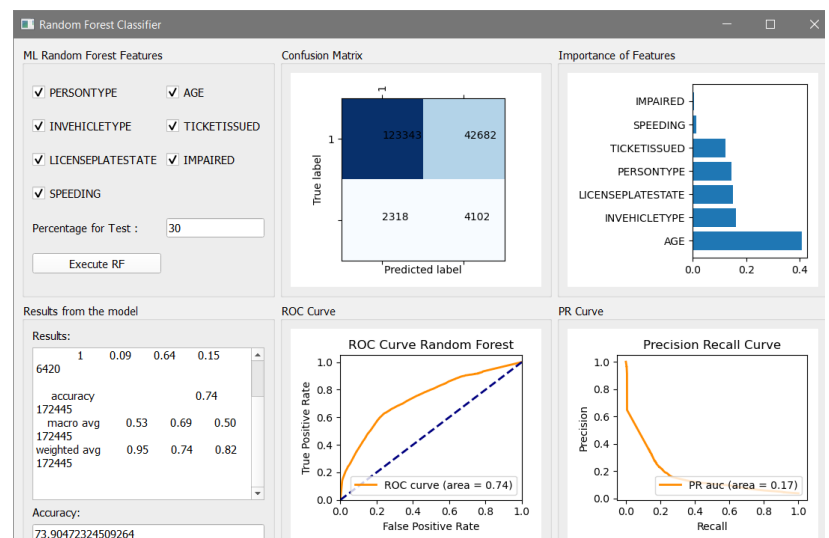 Random Forest Classifier
ML Random Forest Features
PERSONTYPE
AGE
INVEHICLETYPE
TICKETISSUED
LICENSEPLATESTATE
IMPAIRED
SPEEDING
Percentage for Test :
30
Execute RF
Confusion Matrix
1
1
123343
42682
2318
4102
True label
Predicted label
Importance of Features
IMPAIRED
SPEEDING
TICKETISSUED
PERSONTYPE
LICENSEPLATESTATE
INVEHICLETYPE
AGE
0.0 0.2 0.4
Results from the model
Results:
1 0.09 0.64 0.15
6420
accuracy 0.74
172445
macro avg 0.53 0.69 0.50
172445
weighted avg 0.95 0.74 0.82
172445
Accuracy:
73.90472324509264
ROC Curve
ROC Curve Random Forest
True Positive Rate
1.0
0.8
0.6
0.4
0.2
0.0
ROC curve (area = 0.74)
0.0 0.2 0.4 0.6 0.8 1.0
False Positive Rate
PR Curve
Precision Recall Curve
Precision
1.0
0.8
0.6
0.4
0.2
0.0
PR auc (area = 0.17)
0.0 0.2 0.4 0.6 0.8 1.0
Recall